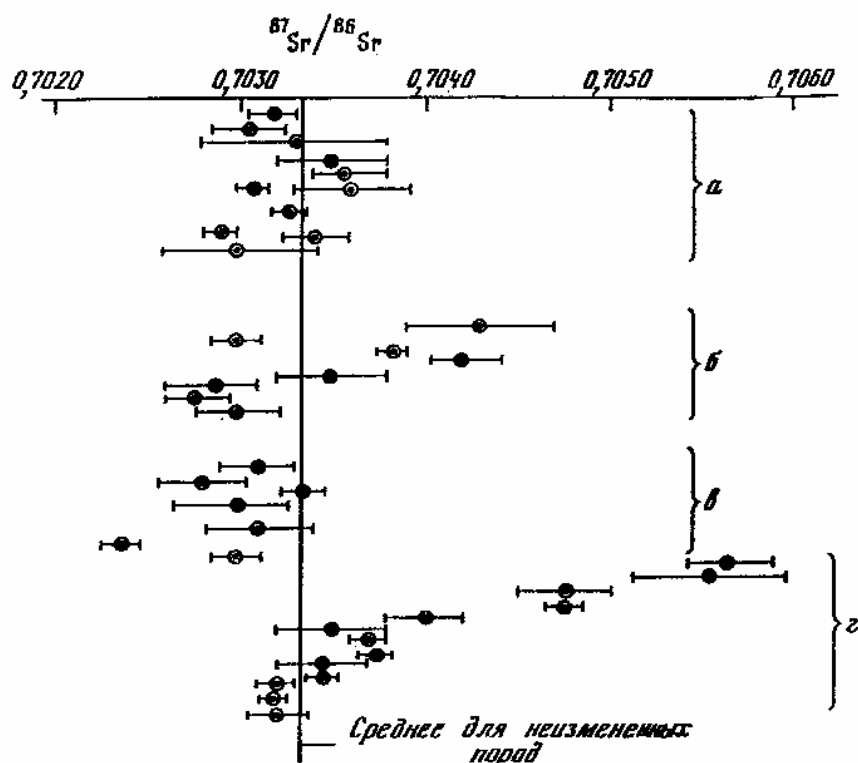 ⁸⁷Sr/⁸⁶Sr
0,7020 0,7030 0,7040 0,7050 0,7060
а
б
в
г
Среднее для неизмененных
пород